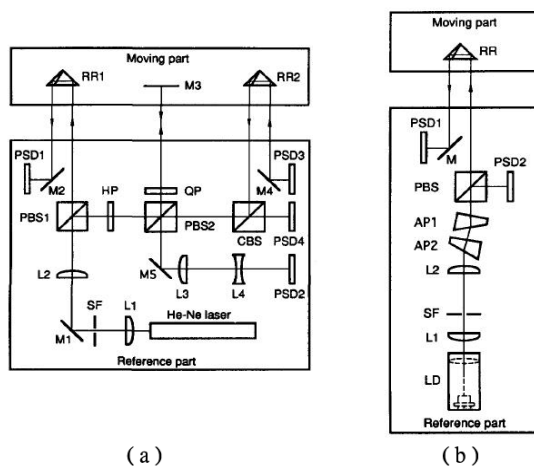 Moving part
RR1
M3
RR2
PSD1
M2
HP
QP
M4
PSD3
PBS1
PBS2
CBS
PSD4
L2
M5
L3
L4
PSD2
SF
L1
He-Ne laser
M1
Reference part
(a)
Moving part
RR
PSD1
M
PSD2
PBS
AP1
AP2
L2
SF
L1
LD
Reference part
(b)